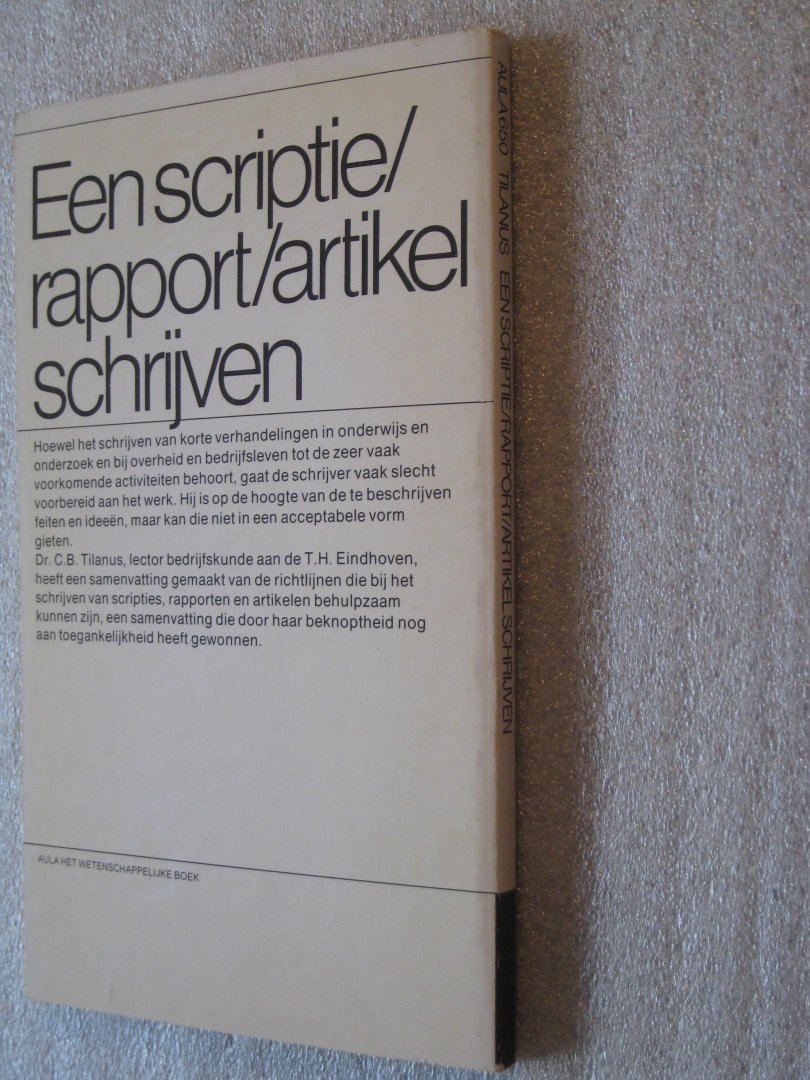 Een scriptie/
rapport/artikel
schrijven
Hoewel het schrijven van korte verhandelingen in onderwijs en
onderzoek en bij overheid en bedrijfsleven tot de zeer vaak
voorkomende activiteiten behoort, gaat de schrijver vaak slecht
voorbereid aan het werk. Hij is op de hoogte van de te beschrijven
feiten en ideeën, maar kan die niet in een acceptabele vorm
gieten.
Dr. C.B. Tilanus, lector bedrijfskunde aan de T.H. Eindhoven,
heeft een samenvatting gemaakt van de richtlijnen die bij het
schrijven van scripties, rapporten en artikelen behulpzaam
kunnen zijn, een samenvatting die door haar beknoptheid nog
aan toegankelijkheid heeft gewonnen.
AULA HET WETENSCHAPPELIJKE BOEK
AULA 650 TILANUS EEN SCRIPTIE/RAPPORT/ARTIKEL SCHRIJVEN